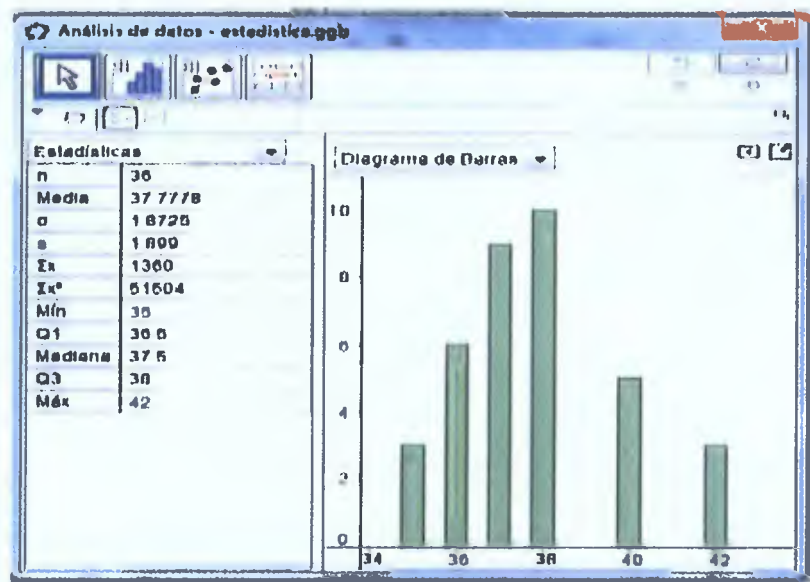 Análisis de datos - estadistica.ggb
Estadísticas
n 36
Media 37.7778
σ 1.8725
s 1.899
Σx 1360
Σx² 51504
Mín 35
Q1 36.5
Mediana 37.5
Q3 38
Máx 42
Diagrama de Barras
10
8
6
4
2
0
34 36 38 40 42